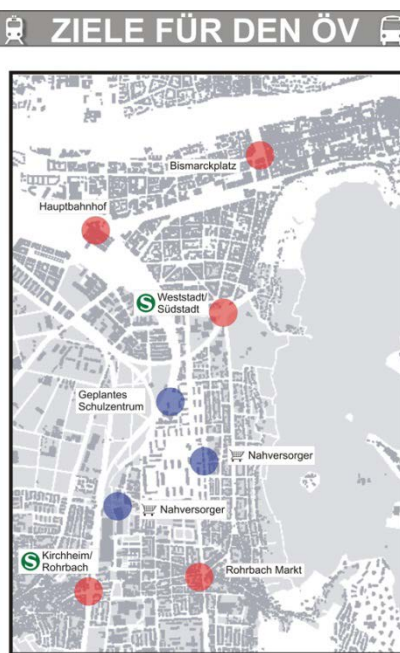 ZIELE FÜR DEN ÖV
Bismarckplatz
Hauptbahnhof
S Weststadt/
Südstadt
Geplantes
Schulzentrum
Nahversorger
Nahversorger
S Kirchheim/
Rohrbach
Rohrbach Markt